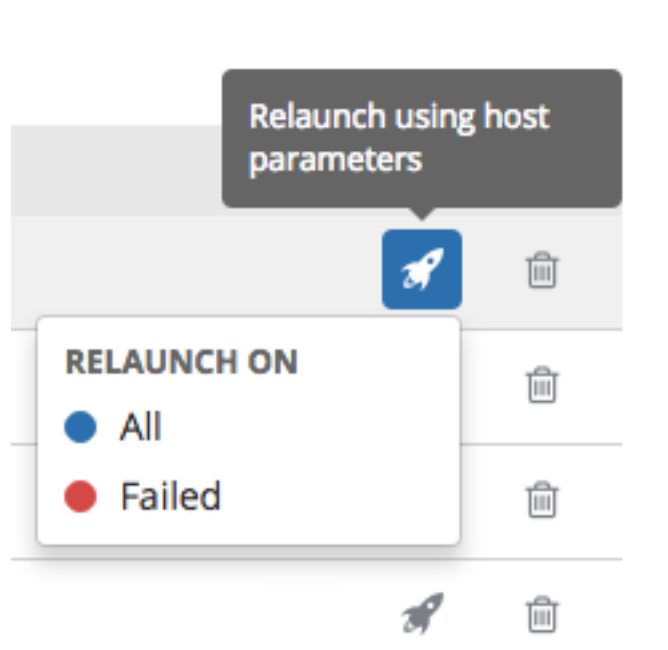 Relaunch using host
parameters
RELAUNCH ON
All
Failed